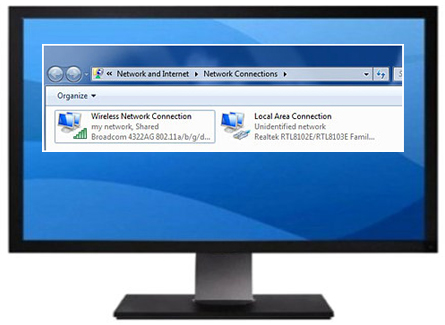 « Network and Internet ▸ Network Connections ▸
Organize ▾
Wireless Network Connection
my network, Shared
Broadcom 4322AG 802.11a/b/g/d...
Local Area Connection
Unidentified network
Realtek RTL8102E/RTL8103E Famil...